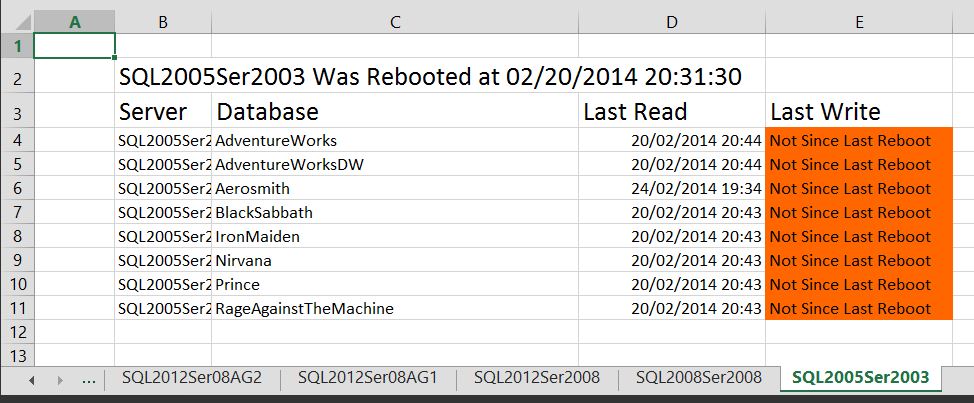 A B C D E
1
2 SQL2005Ser2003 Was Rebooted at 02/20/2014 20:31:30
3 Server Database Last Read Last Write
4 SQL2005Ser2 AdventureWorks 20/02/2014 20:44 Not Since Last Reboot
5 SQL2005Ser2 AdventureWorksDW 20/02/2014 20:44 Not Since Last Reboot
6 SQL2005Ser2 Aerosmith 24/02/2014 19:34 Not Since Last Reboot
7 SQL2005Ser2 BlackSabbath 20/02/2014 20:43 Not Since Last Reboot
8 SQL2005Ser2 IronMaiden 20/02/2014 20:43 Not Since Last Reboot
9 SQL2005Ser2 Nirvana 20/02/2014 20:43 Not Since Last Reboot
10 SQL2005Ser2 Prince 20/02/2014 20:43 Not Since Last Reboot
11 SQL2005Ser2 RageAgainstTheMachine 20/02/2014 20:43 Not Since Last Reboot
12
13
... SQL2012Ser08AG2 SQL2012Ser08AG1 SQL2012Ser2008 SQL2008Ser2008 SQL2005Ser2003